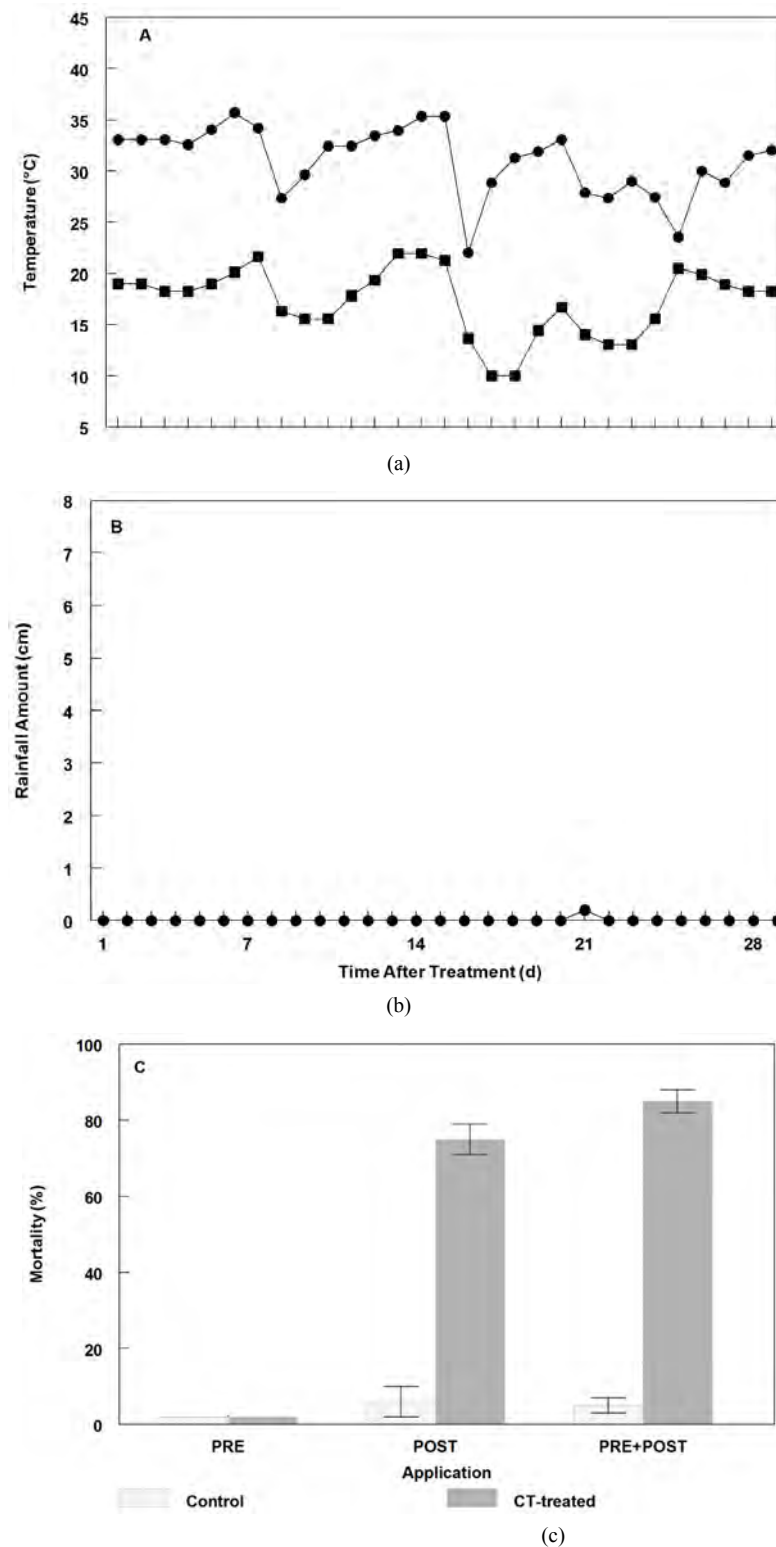 A
45
40
35
30
25
20
15
10
5
Temperature (°C)
(a)
B
8
7
6
5
4
3
2
1
0
Rainfall Amount (cm)
1 7 14 21 28
Time After Treatment (d)
(b)
C
100
80
60
40
20
0
Mortality (%)
PRE POST PRE+POST
Application
Control CT-treated
(c)